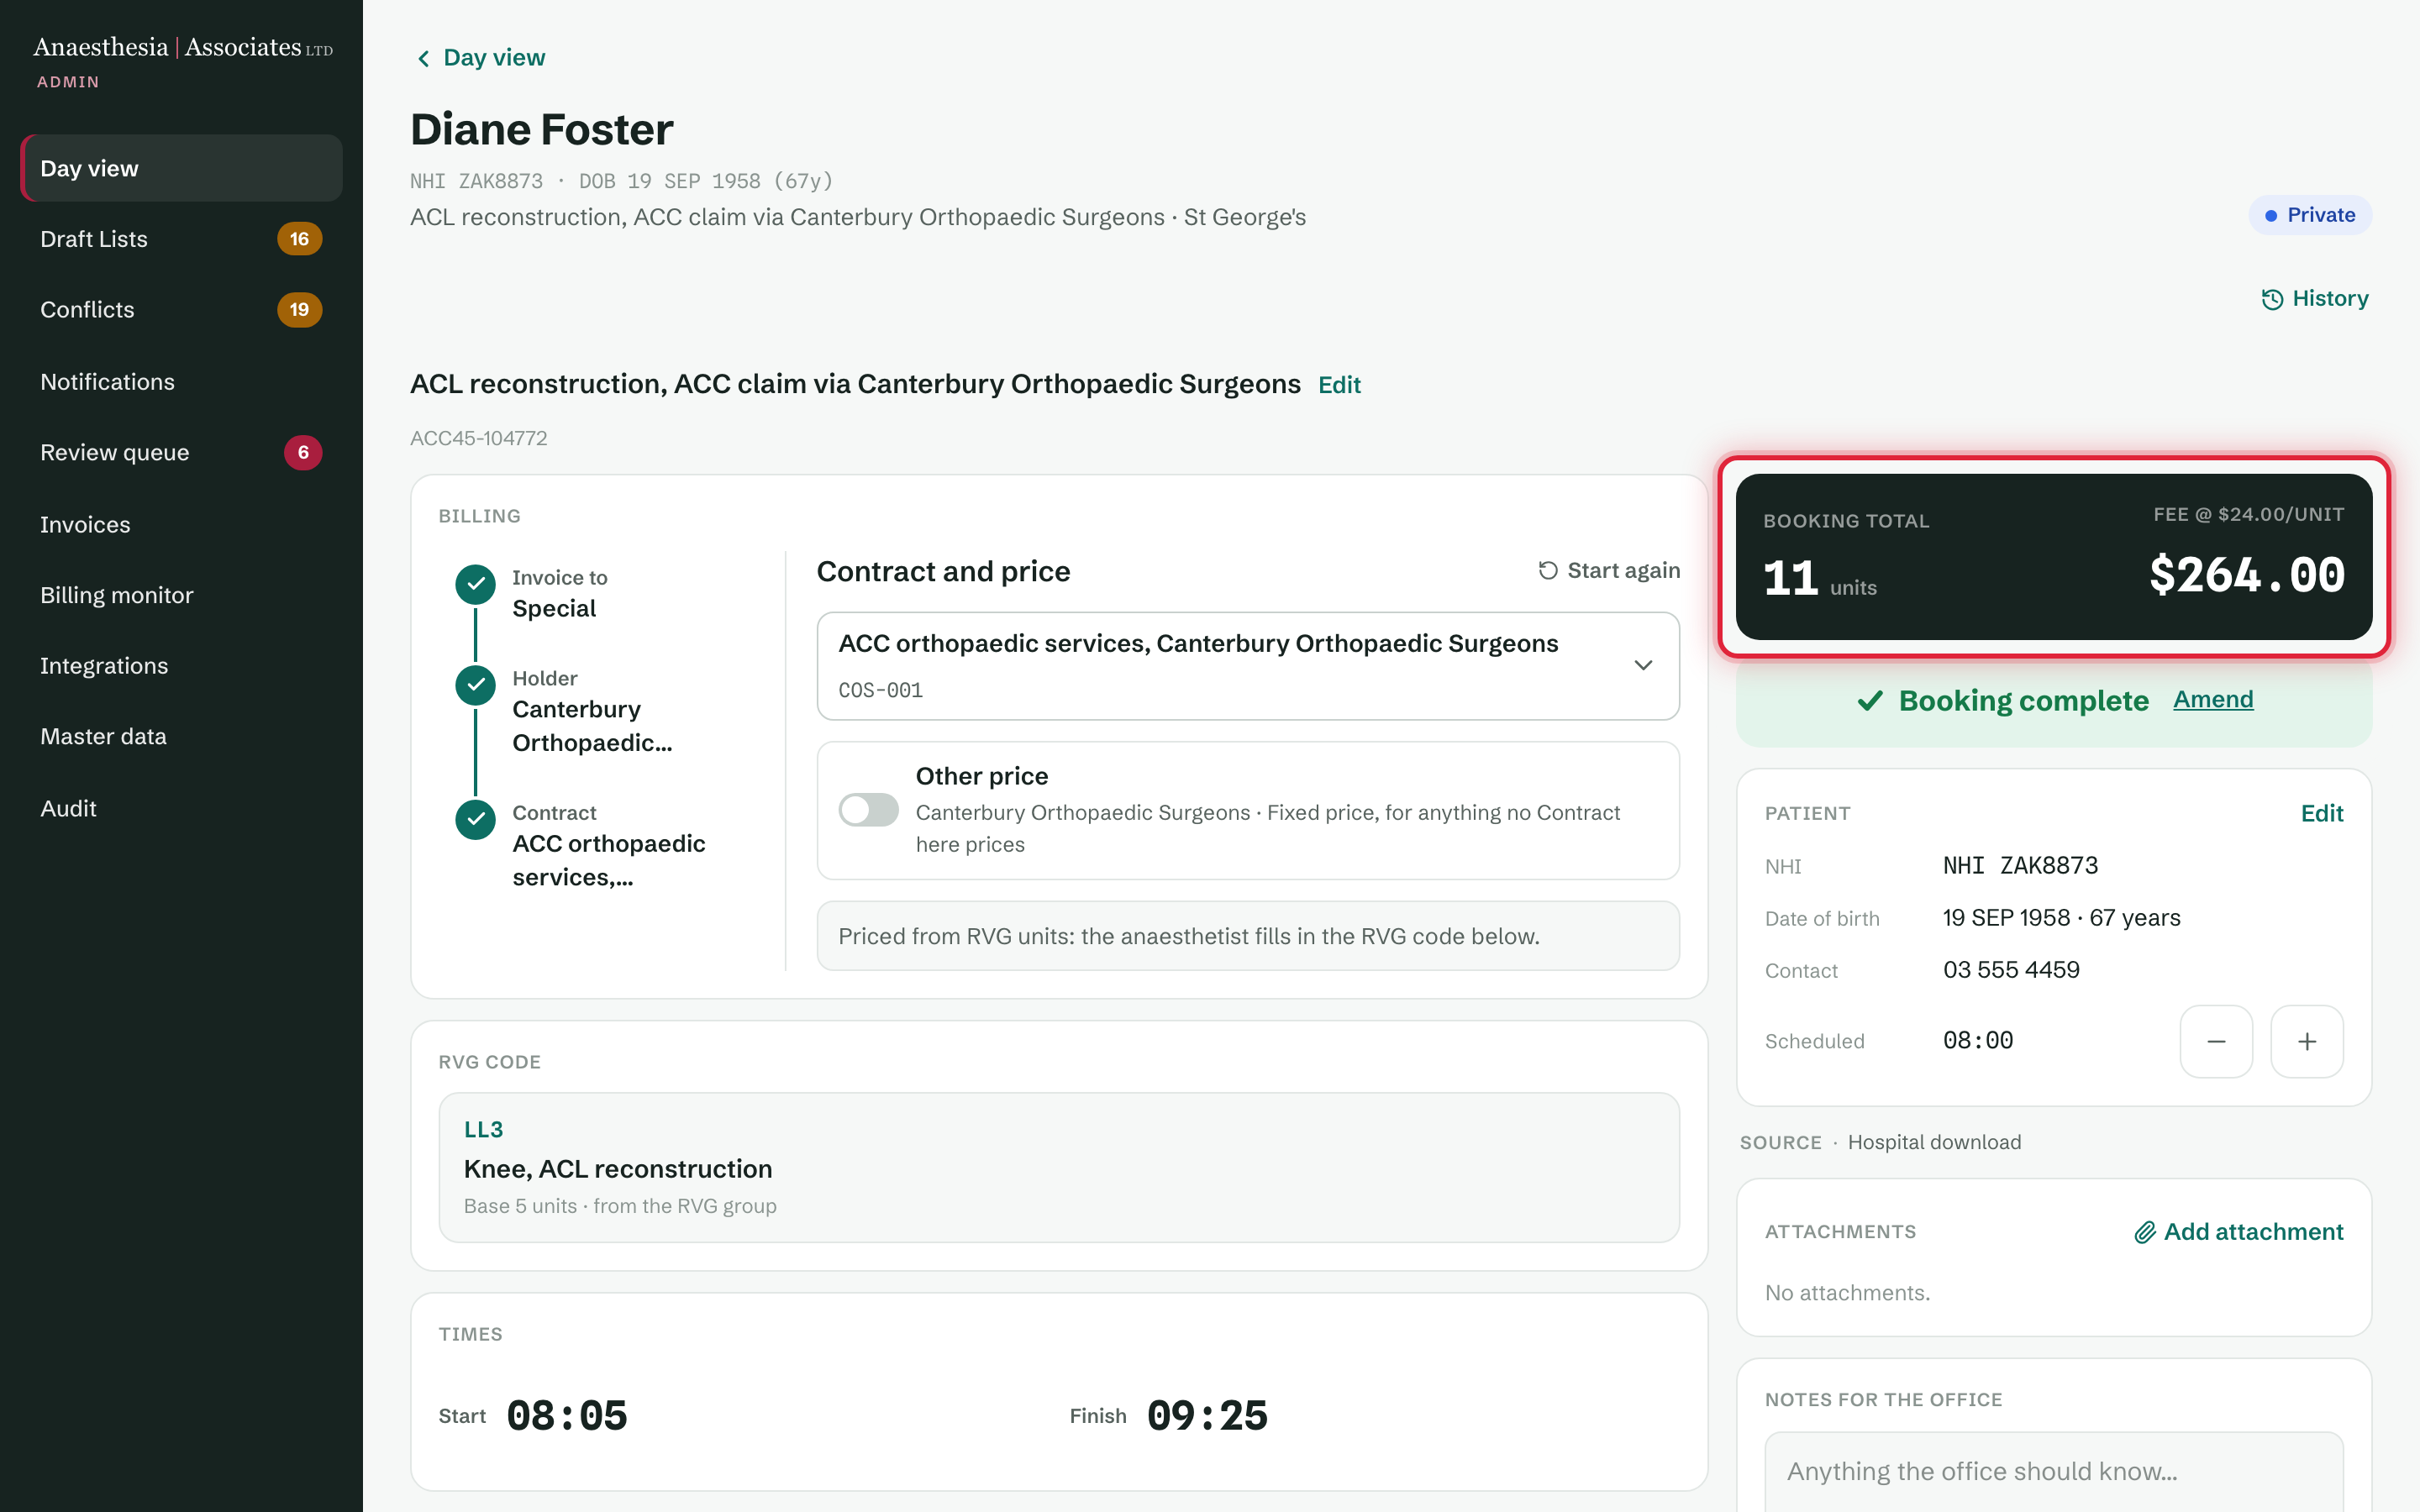 Anaesthesia | Associates LTD
ADMIN
Day view
Draft Lists 16
Conflicts 19
Notifications
Review queue 6
Invoices
Billing monitor
Integrations
Master data
Audit
Day view
Diane Foster
NHI ZAK8873 · DOB 19 SEP 1958 (67y)
ACL reconstruction, ACC claim via Canterbury Orthopaedic Surgeons · St George's
Private
History
ACL reconstruction, ACC claim via Canterbury Orthopaedic Surgeons Edit
ACC45-104772
BILLING
Invoice to
Special
Holder
Canterbury
Orthopaedic...
Contract
ACC orthopaedic
services,...
Contract and price
Start again
ACC orthopaedic services, Canterbury Orthopaedic Surgeons
COS-001
Other price
Canterbury Orthopaedic Surgeons · Fixed price, for anything no Contract
here prices
Priced from RVG units: the anaesthetist fills in the RVG code below.
RVG CODE
LL3
Knee, ACL reconstruction
Base 5 units · from the RVG group
TIMES
Start 08:05
Finish 09:25
BOOKING TOTAL
11 units
FEE @ $24.00/UNIT
$264.00
Booking complete Amend
PATIENT Edit
NHI NHI ZAK8873
Date of birth 19 SEP 1958 · 67 years
Contact 03 555 4459
Scheduled 08:00 − +
SOURCE · Hospital download
ATTACHMENTS Add attachment
No attachments.
NOTES FOR THE OFFICE
Anything the office should know...